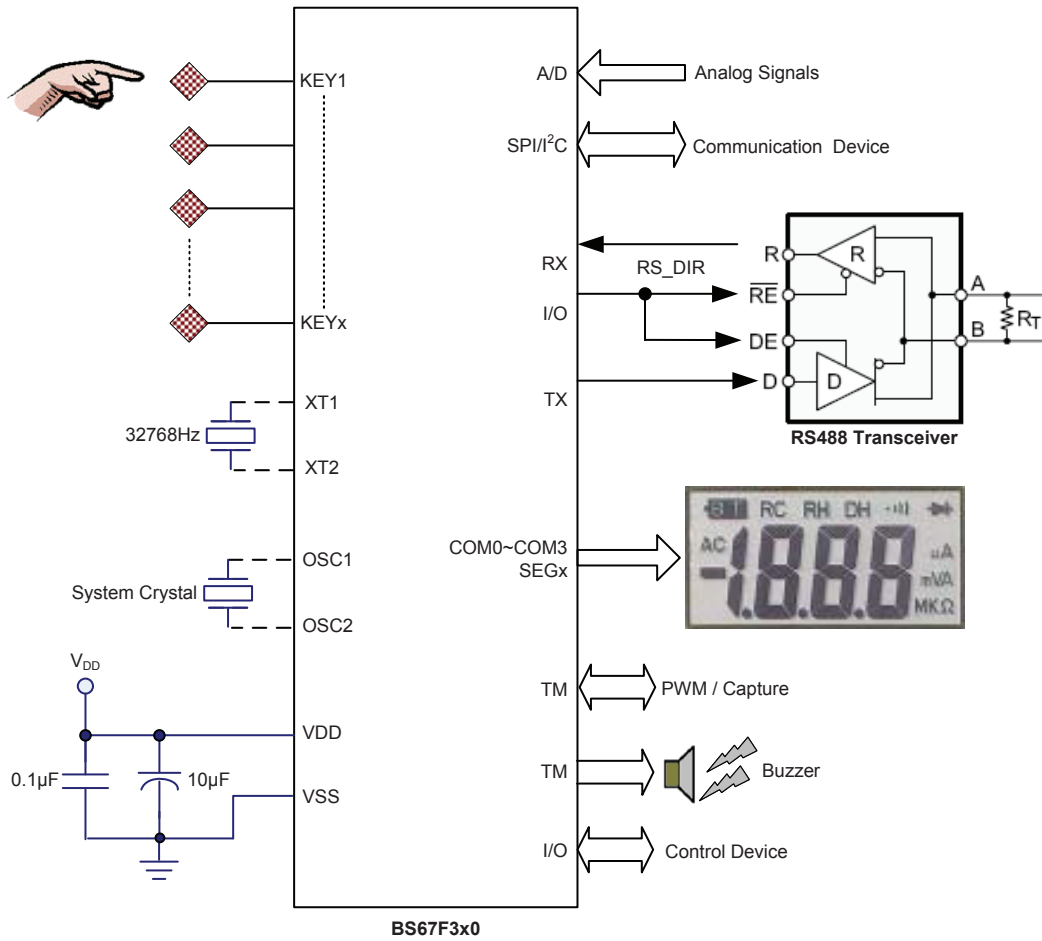 KEY1
KEYx
XT1
32768Hz
XT2
OSC1
System Crystal
OSC2
VDD
VDD
0.1µF
10µF
VSS
A/D
Analog Signals
SPI/I²C
Communication Device
RX
RS_DIR
I/O
TX
R
R
RE
DE
D
D
A
B
RT
RS488 Transceiver
COM0~COM3
SEGx
BT RC RH DH
AC
-1.8.8.8
uA
mVA
MKΩ
TM
PWM / Capture
TM
Buzzer
I/O
Control Device
BS67F3x0